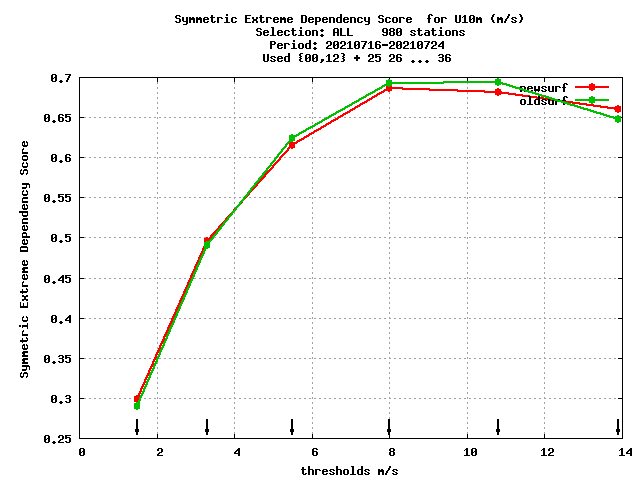 Symmetric Extreme Dependency Score  for U10m (m/s)
Selection: ALL    980 stations
Period: 20210716-20210724
Used {00,12} + 25 26 ... 36
0.7
newsurf
oldsurf
0.65
0.6
0.55
0.5
0.45
0.4
0.35
0.3
0.25
Symmetric Extreme Dependency Score
0 2 4 6 8 10 12 14
thresholds m/s